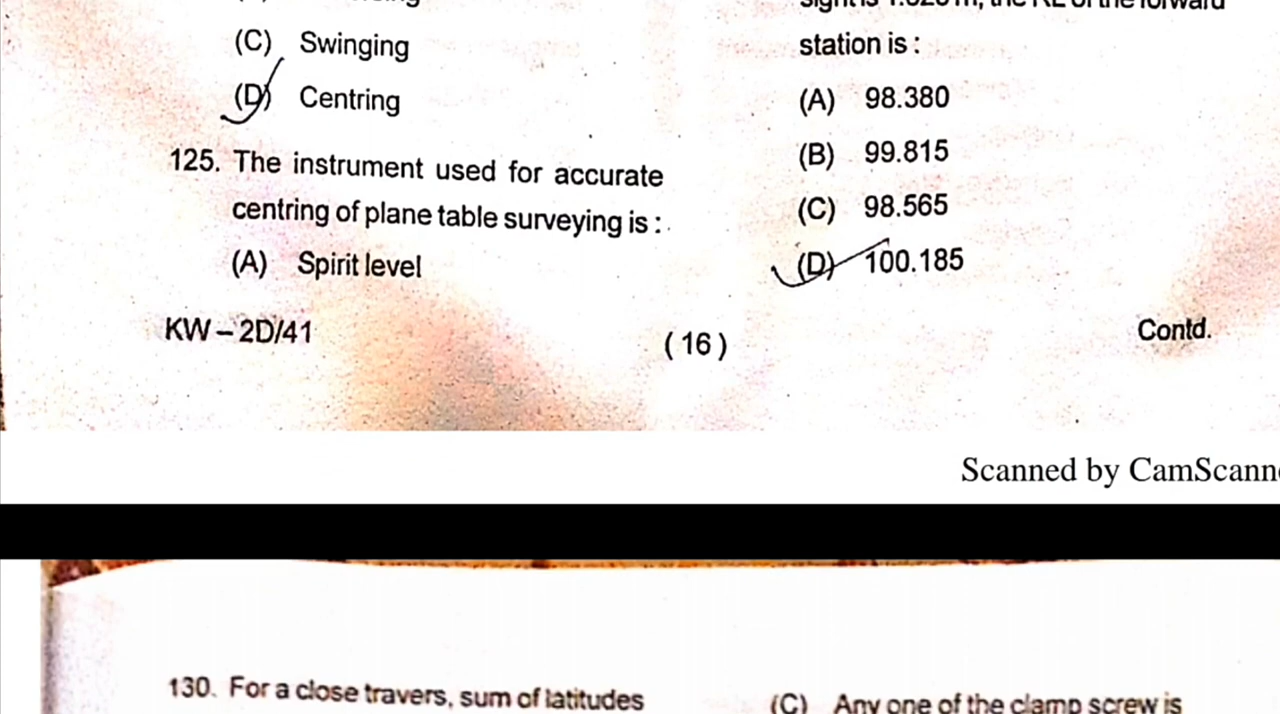 (C) Swinging
(D) Centring
125. The instrument used for accurate
centring of plane table surveying is :
(A) Spirit level
station is :
(A) 98.380
(B) 99.815
(C) 98.565
(D) 100.185
KW – 2D/41
( 16 )
Contd.
Scanned by CamScann
130. For a close travers, sum of latitudes
(C) Any one of the clamp screw is